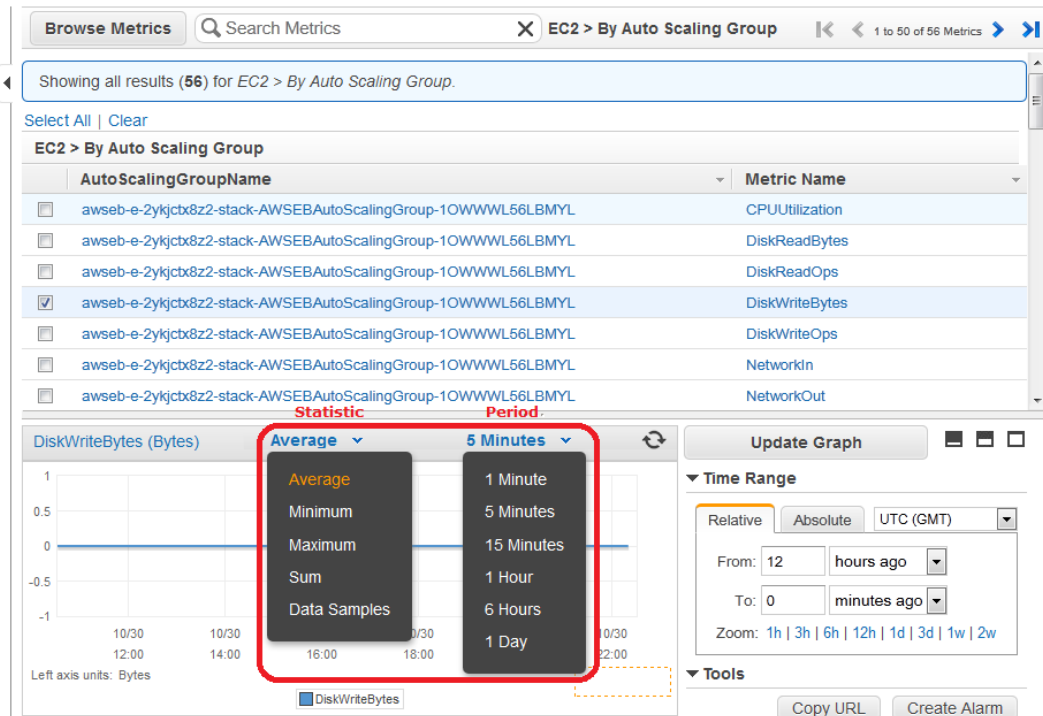 Browse Metrics Search Metrics X EC2 > By Auto Scaling Group 1 to 50 of 56 Metrics
Showing all results (56) for EC2 > By Auto Scaling Group.
Select All | Clear
EC2 > By Auto Scaling Group
AutoScalingGroupName Metric Name
awseb-e-2ykjctx8z2-stack-AWSEBAutoScalingGroup-1OWWWL56LBMYL CPUUtilization
awseb-e-2ykjctx8z2-stack-AWSEBAutoScalingGroup-1OWWWL56LBMYL DiskReadBytes
awseb-e-2ykjctx8z2-stack-AWSEBAutoScalingGroup-1OWWWL56LBMYL DiskReadOps
awseb-e-2ykjctx8z2-stack-AWSEBAutoScalingGroup-1OWWWL56LBMYL DiskWriteBytes
awseb-e-2ykjctx8z2-stack-AWSEBAutoScalingGroup-1OWWWL56LBMYL DiskWriteOps
awseb-e-2ykjctx8z2-stack-AWSEBAutoScalingGroup-1OWWWL56LBMYL NetworkIn
awseb-e-2ykjctx8z2-stack-AWSEBAutoScalingGroup-1OWWWL56LBMYL NetworkOut
Statistic Period
DiskWriteBytes (Bytes) Average 5 Minutes
Average
Minimum
Maximum
Sum
Data Samples
1 Minute
5 Minutes
15 Minutes
1 Hour
6 Hours
1 Day
1
0.5
0
-0.5
-1
10/30 10/30 0/30 10/30
12:00 14:00 16:00 18:00 22:00
Left axis units: Bytes
DiskWriteBytes
Update Graph
Time Range
Relative Absolute UTC (GMT)
From: 12 hours ago
To: 0 minutes ago
Zoom: 1h | 3h | 6h | 12h | 1d | 3d | 1w | 2w
Tools
Copy URL Create Alarm